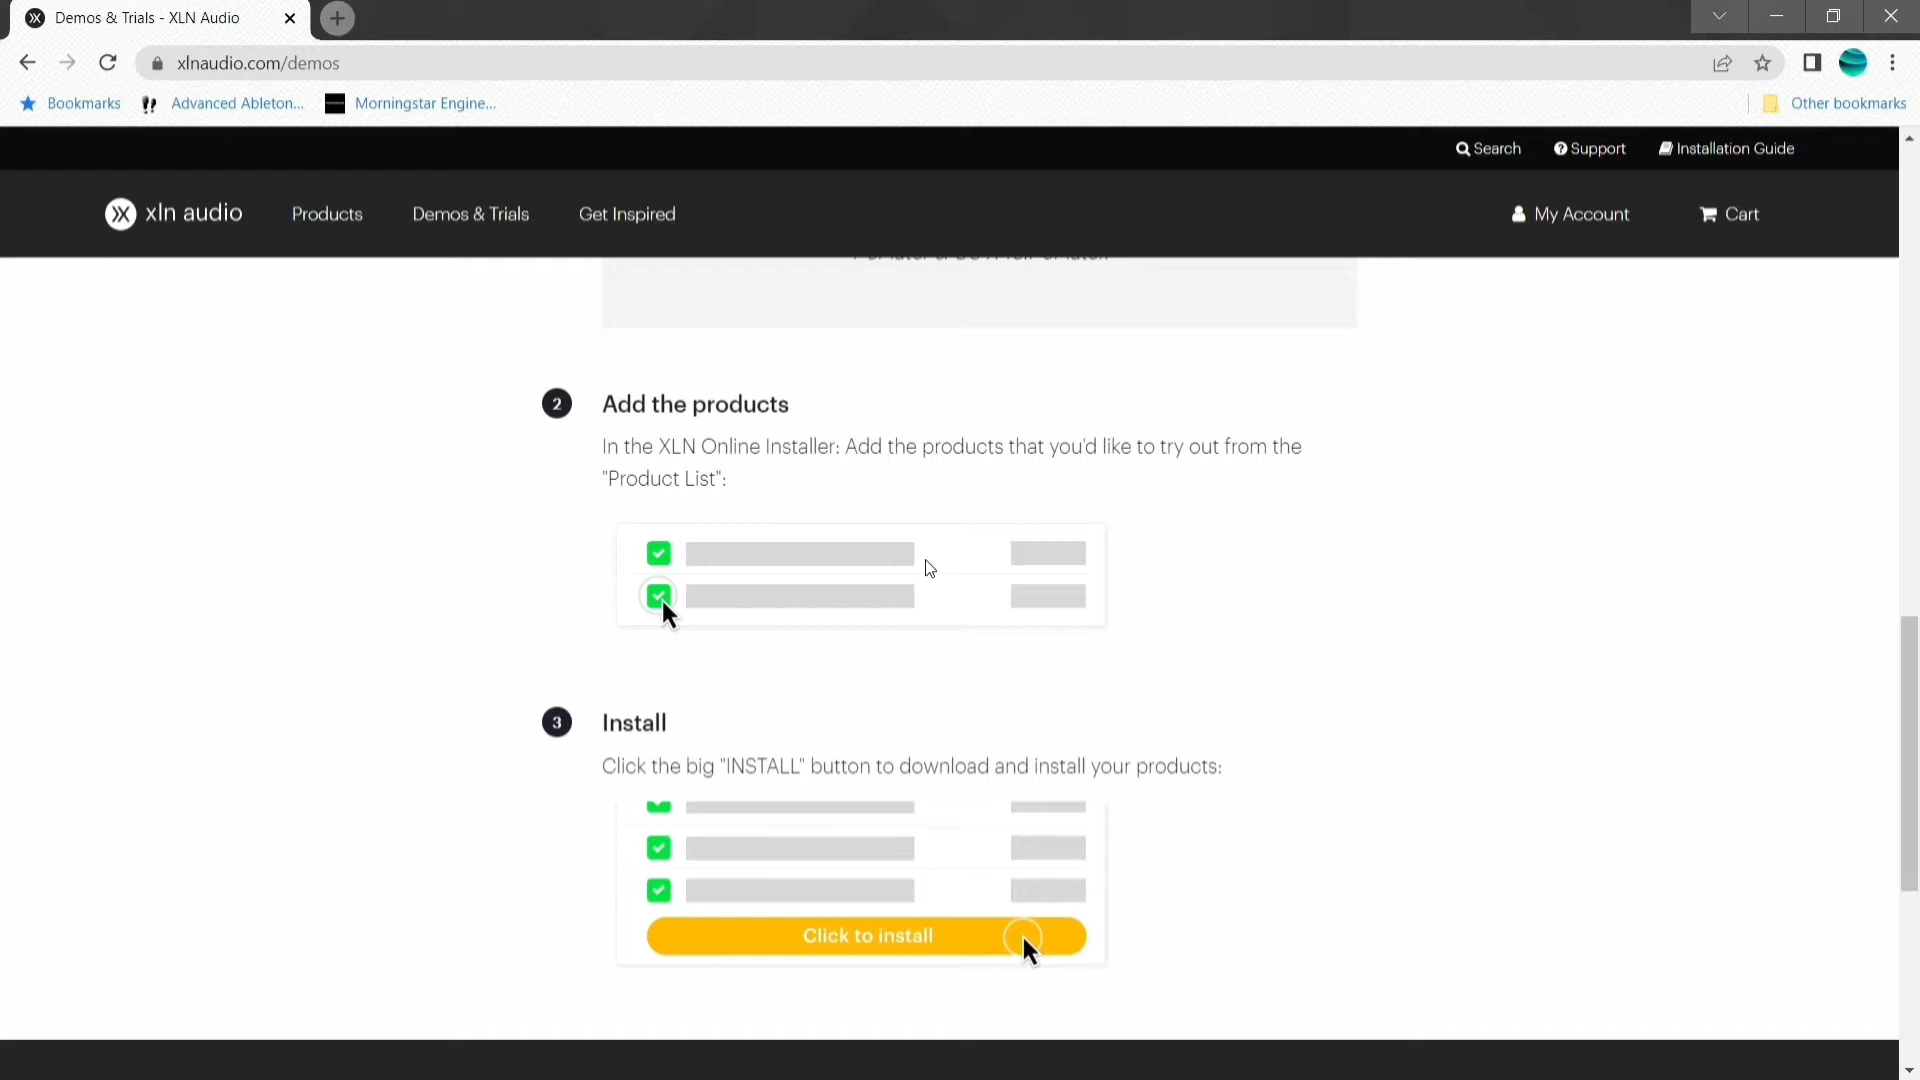 Demos & Trials - XLN Audio
xlnaudio.com/demos
Bookmarks
Advanced Ableton...
Morningstar Engine...
Other bookmarks
Search
Support
Installation Guide
xln audio
Products
Demos & Trials
Get Inspired
My Account
Cart
2
Add the products
In the XLN Online Installer: Add the products that you'd like to try out from the
"Product List":
3
Install
Click the big "INSTALL" button to download and install your products:
Click to install